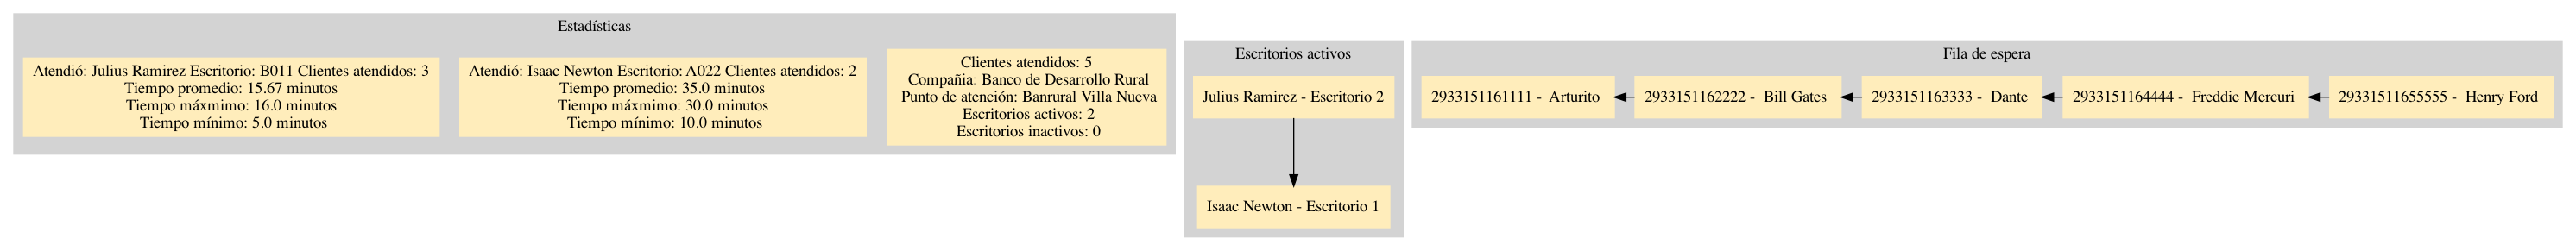 Estadísticas
Atendió: Julius Ramirez Escritorio: B011 Clientes atendidos: 3
Tiempo promedio: 15.67 minutos
Tiempo máxmimo: 16.0 minutos
Tiempo mínimo: 5.0 minutos
Atendió: Isaac Newton Escritorio: A022 Clientes atendidos: 2
Tiempo promedio: 35.0 minutos
Tiempo máxmimo: 30.0 minutos
Tiempo mínimo: 10.0 minutos
Clientes atendidos: 5
Compañia: Banco de Desarrollo Rural
Punto de atención: Banrural Villa Nueva
Escritorios activos: 2
Escritorios inactivos: 0
Escritorios activos
Julius Ramirez - Escritorio 2
Isaac Newton - Escritorio 1
Fila de espera
2933151161111 - Arturito
2933151162222 - Bill Gates
2933151163333 - Dante
2933151164444 - Freddie Mercuri
29331511655555 - Henry Ford